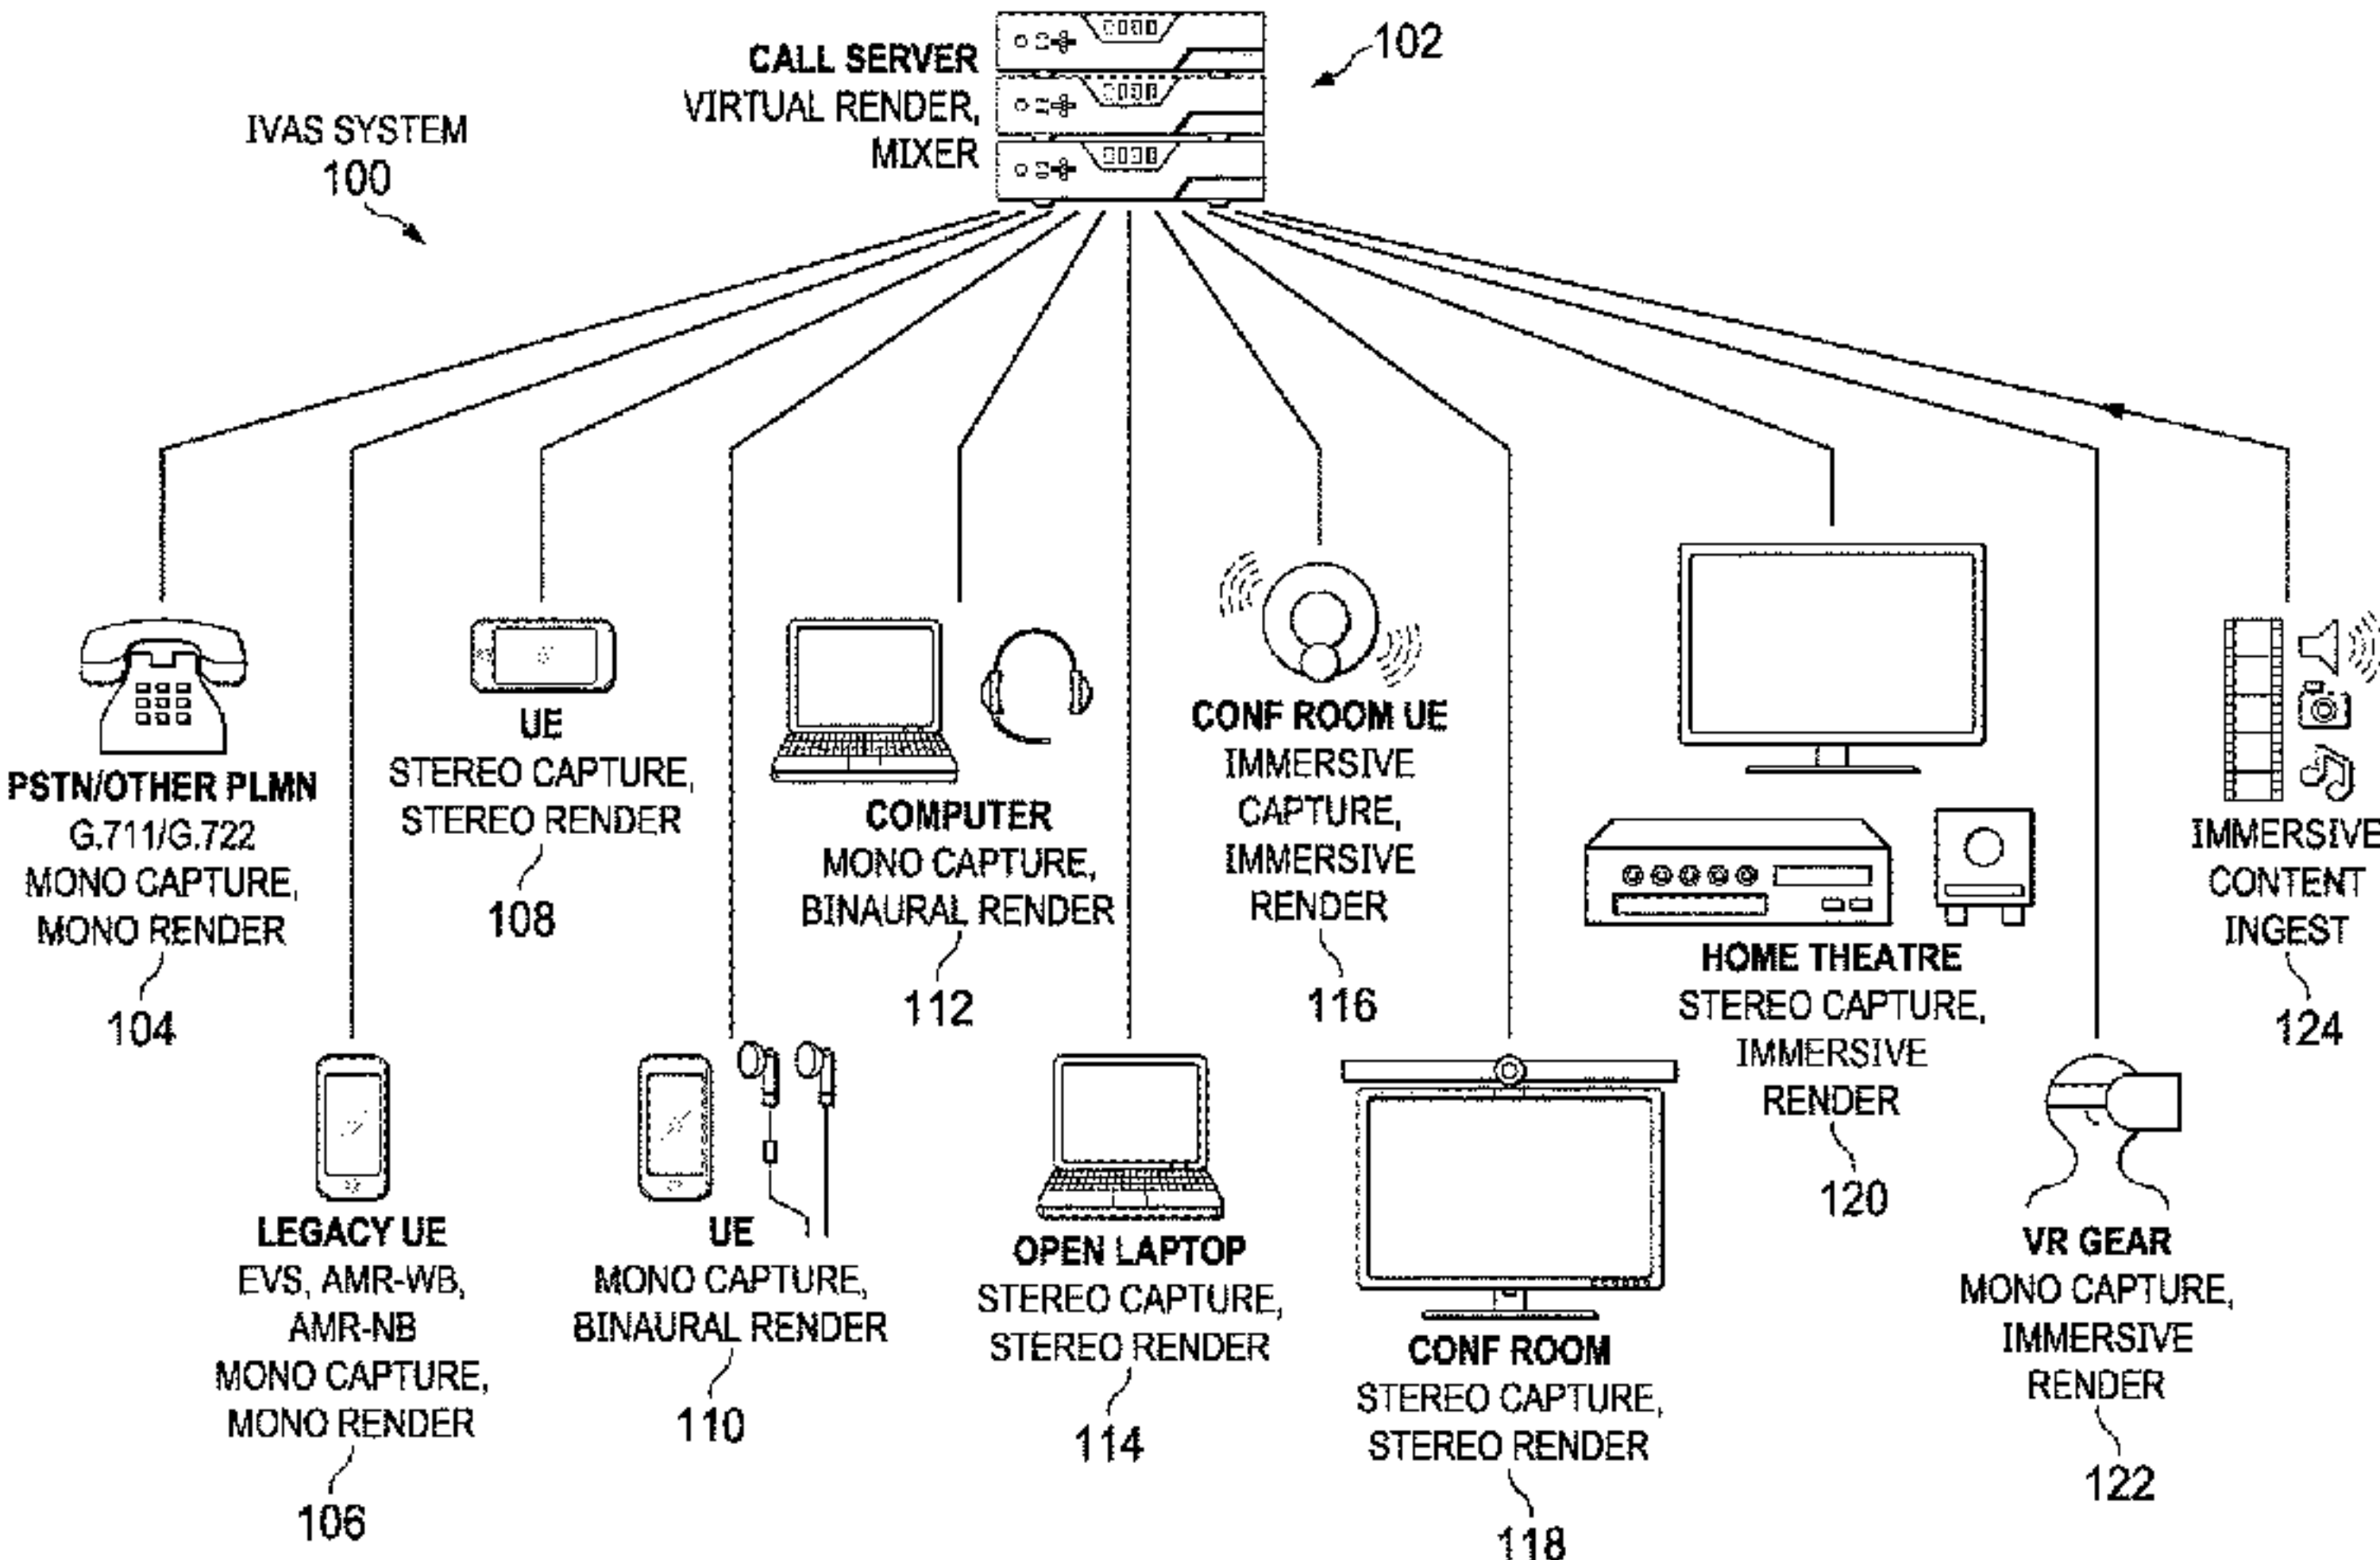 CALL SERVER
VIRTUAL RENDER,
MIXER
102
IVAS SYSTEM
100
PSTN/OTHER PLMN
G.711/G.722
MONO CAPTURE,
MONO RENDER
104
LEGACY UE
EVS, AMR-WB,
AMR-NB
MONO CAPTURE,
MONO RENDER
106
UE
STEREO CAPTURE,
STEREO RENDER
108
UE
MONO CAPTURE,
BINAURAL RENDER
110
COMPUTER
MONO CAPTURE,
BINAURAL RENDER
112
OPEN LAPTOP
STEREO CAPTURE,
STEREO RENDER
114
CONF ROOM UE
IMMERSIVE
CAPTURE,
IMMERSIVE
RENDER
116
CONF ROOM
STEREO CAPTURE,
STEREO RENDER
118
HOME THEATRE
STEREO CAPTURE,
IMMERSIVE
RENDER
120
VR GEAR
MONO CAPTURE,
IMMERSIVE
RENDER
122
IMMERSIVE
CONTENT
INGEST
124